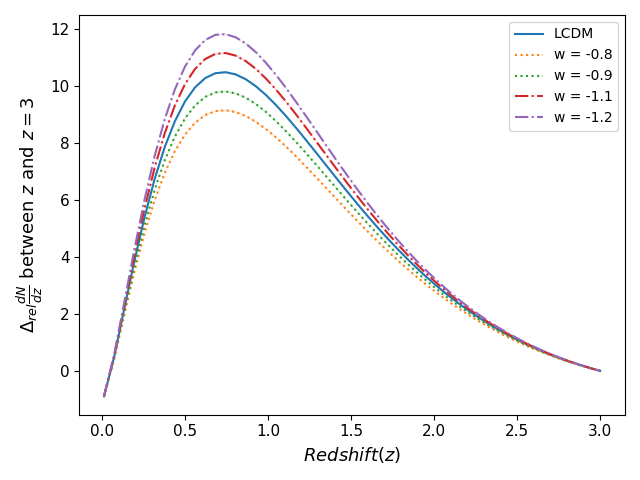 LCDM
w = -0.8
w = -0.9
w = -1.1
w = -1.2
Δrel dN/dz between z and z = 3
12
10
8
6
4
2
0
0.0 0.5 1.0 1.5 2.0 2.5 3.0
Redshift(z)